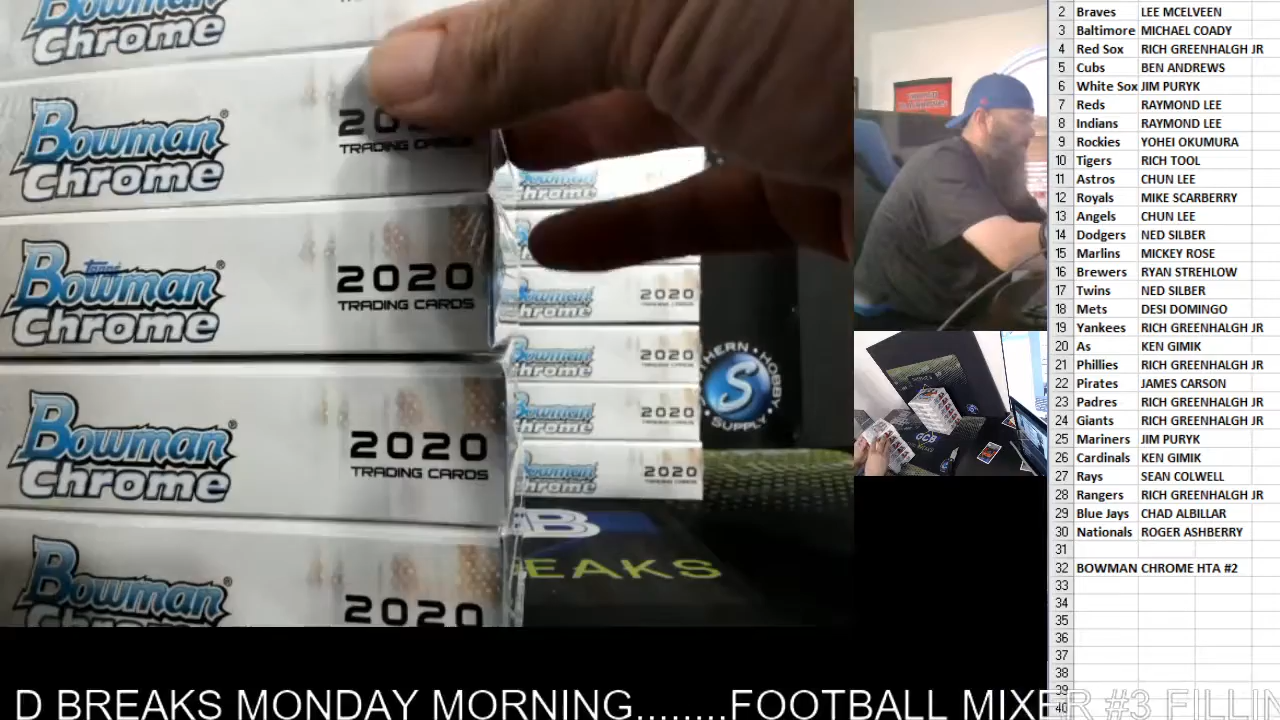 Bowman
Chrome
Bowman
Chrome
20
TRADING CARDS
topps
Bowman
Chrome
2020
TRADING CARDS
Bowman
Chrome
2020
TRADING CARDS
Bowman
Chrome
2020
Bowman
Chrome
Chrome
2020
Bowman
Chrome
2020
Bowman
Chrome
2020
Bowman
Chrome
2020
THERN HOBBY
S
SUPPLY
B
EAKS
GCB
2 Braves LEE MCELVEEN
3 Baltimore MICHAEL COADY
4 Red Sox RICH GREENHALGH JR
5 Cubs BEN ANDREWS
6 White Sox JIM PURYK
7 Reds RAYMOND LEE
8 Indians RAYMOND LEE
9 Rockies YOHEI OKUMURA
10 Tigers RICH TOOL
11 Astros CHUN LEE
12 Royals MIKE SCARBERRY
13 Angels CHUN LEE
14 Dodgers NED SILBER
15 Marlins MICKEY ROSE
16 Brewers RYAN STREHLOW
17 Twins NED SILBER
18 Mets DESI DOMINGO
19 Yankees RICH GREENHALGH JR
20 As KEN GIMIK
21 Phillies RICH GREENHALGH JR
22 Pirates JAMES CARSON
23 Padres RICH GREENHALGH JR
24 Giants RICH GREENHALGH JR
25 Mariners JIM PURYK
26 Cardinals KEN GIMIK
27 Rays SEAN COLWELL
28 Rangers RICH GREENHALGH JR
29 Blue Jays CHAD ALBILLAR
30 Nationals ROGER ASHBERRY
31
32 BOWMAN CHROME HTA #2
33
34
35
36
37
38
39
40
D BREAKS MONDAY MORNING........FOOTBALL MIXER #3 FILLIN